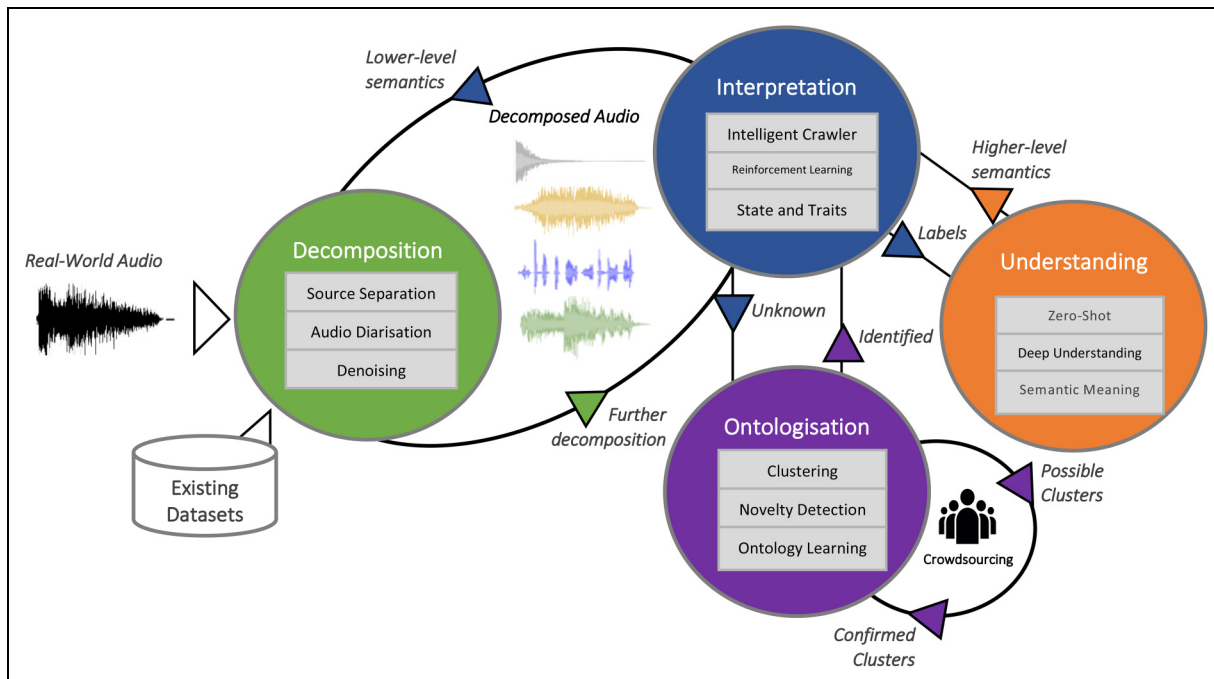 Lower-level
semantics
Decomposed Audio
Interpretation
Intelligent Crawler
Reinforcement Learning
State and Traits
Higher-level
semantics
Labels
Real-World Audio
Decomposition
Source Separation
Audio Diarisation
Denoising
Understanding
Zero-Shot
Deep Understanding
Semantic Meaning
Unknown
Identified
Further
decomposition
Existing
Datasets
Ontologisation
Clustering
Novelty Detection
Ontology Learning
Possible
Clusters
Crowdsourcing
Confirmed
Clusters